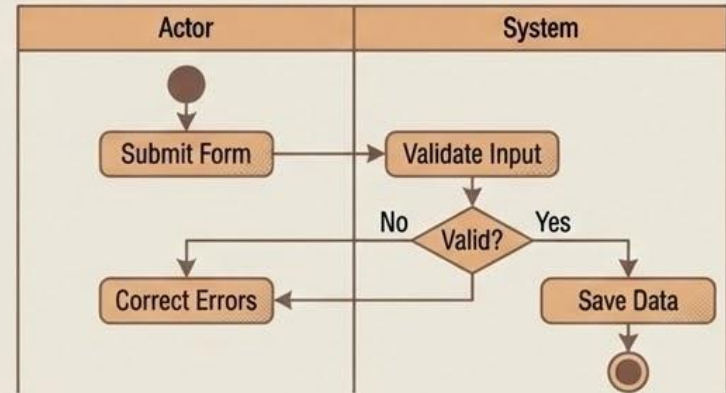 Actor
System
Submit Form
Validate Input
No
Valid?
Yes
Correct Errors
Save Data